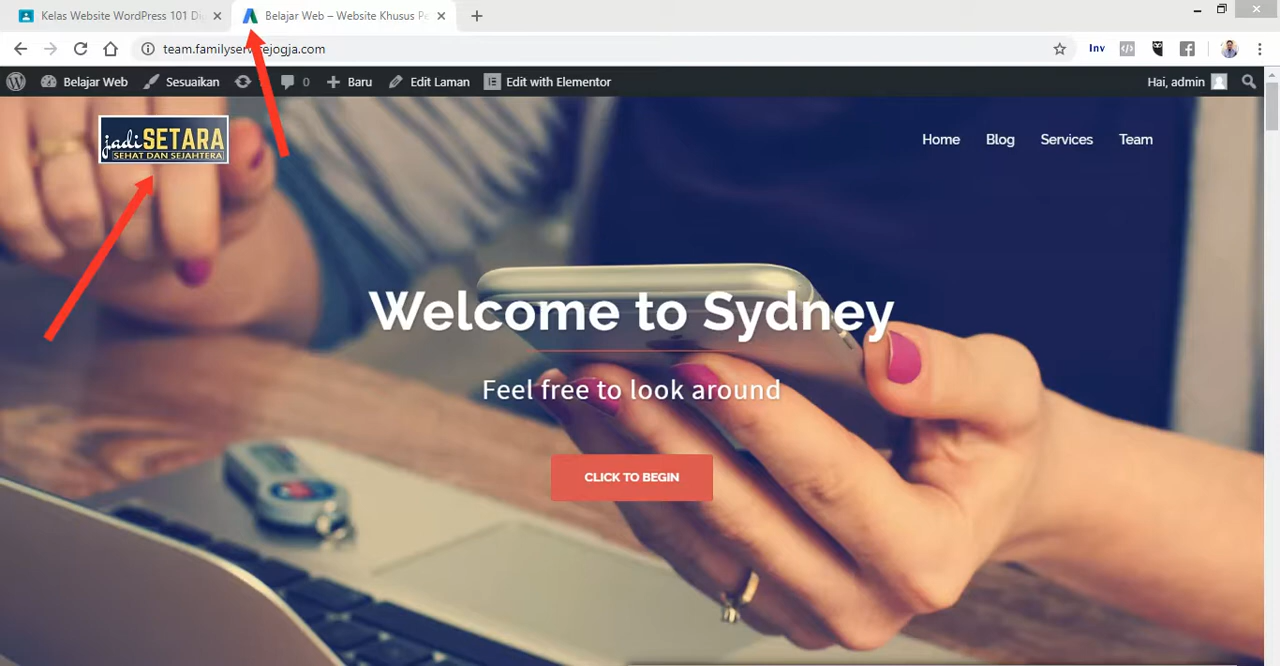 Kelas Website WordPress 101 Di
Belajar Web – Website Khusus Pe
team.familyser
jogja.com
Inv
Belajar Web
Sesuaikan
0
Baru
Edit Laman
Edit with Elementor
Hai, admin
jadi SETARA
SEHAT DAN SEJAHTERA
Home
Blog
Services
Team
Welcome to Sydney
Feel free to look around
CLICK TO BEGIN